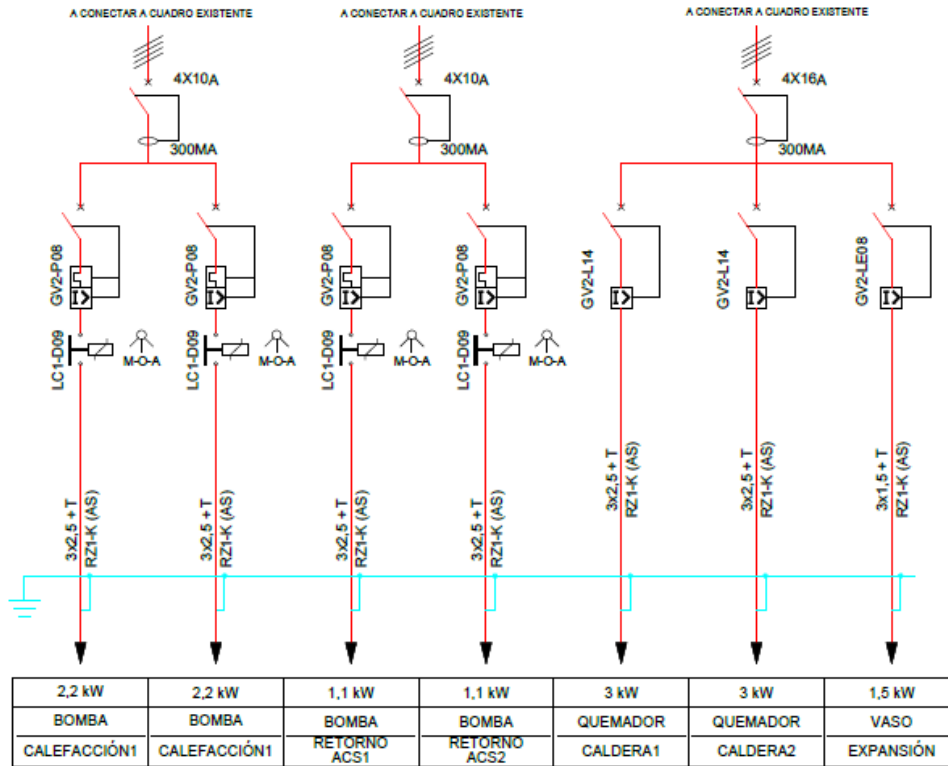 A CONECTAR A CUADRO EXISTENTE
A CONECTAR A CUADRO EXISTENTE
A CONECTAR A CUADRO EXISTENTE
4X10A
4X10A
4X16A
300MA
300MA
300MA
GV2-P08
GV2-P08
GV2-P08
GV2-P08
GV2-L14
GV2-L14
GV2-LE08
I>
I>
I>
I>
I>
I>
I>
LC1-D09
M-O-A
LC1-D09
M-O-A
LC1-D09
M-O-A
LC1-D09
M-O-A
3x2,5 + T
RZ1-K (AS)
3x2,5 + T
RZ1-K (AS)
3x2,5 + T
RZ1-K (AS)
3x2,5 + T
RZ1-K (AS)
3x2,5 + T
RZ1-K (AS)
3x2,5 + T
RZ1-K (AS)
3x1,5 + T
RZ1-K (AS)
2,2 kW
2,2 kW
1,1 kW
1,1 kW
3 kW
3 kW
1,5 kW
BOMBA
BOMBA
BOMBA
BOMBA
QUEMADOR
QUEMADOR
VASO
CALEFACCIÓN1
CALEFACCIÓN1
RETORNO
ACS1
RETORNO
ACS2
CALDERA1
CALDERA2
EXPANSIÓN